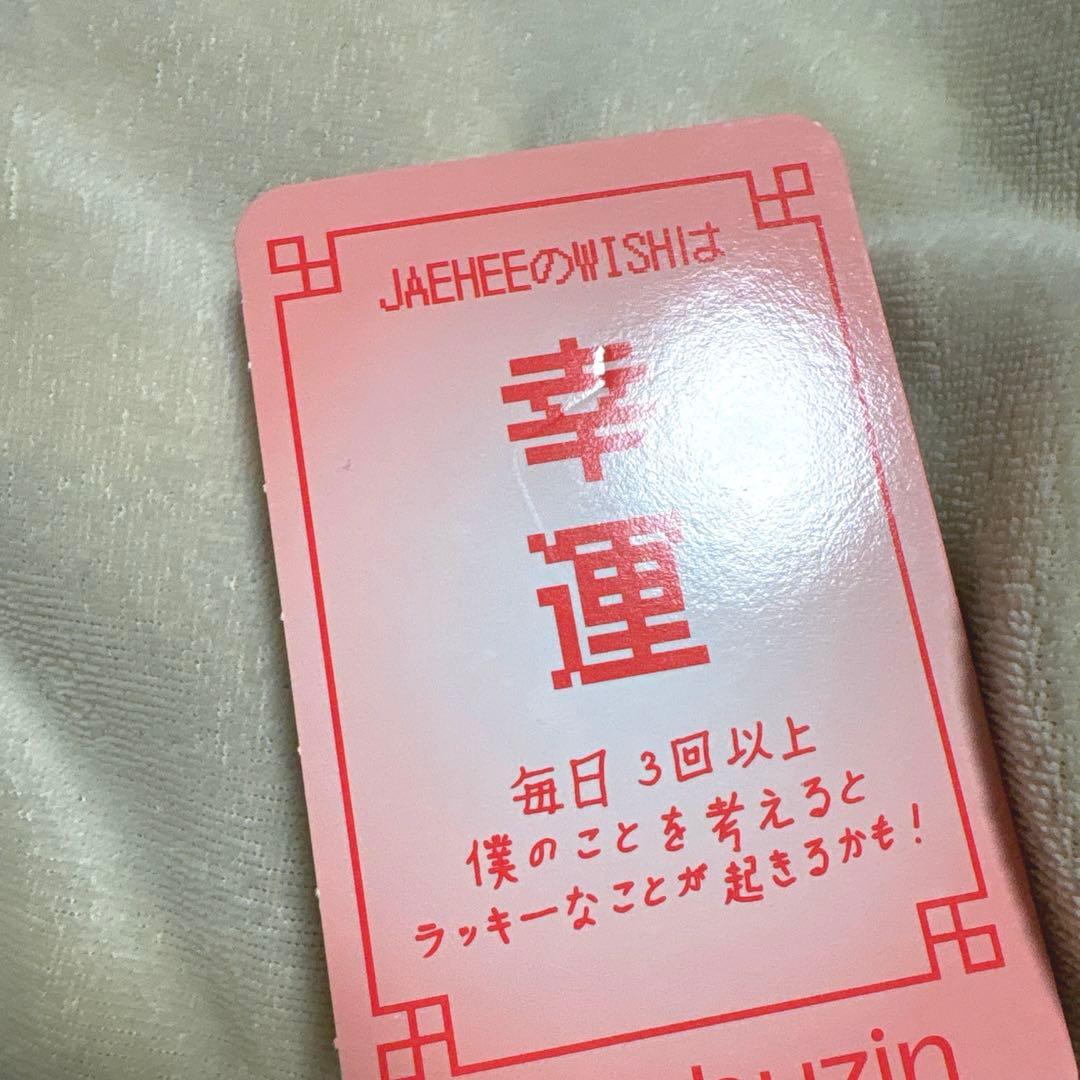 JAEHEEのWISHは
幸
運
毎日 3回以上
僕のことを考えると
ラッキーなことが起きるかも!